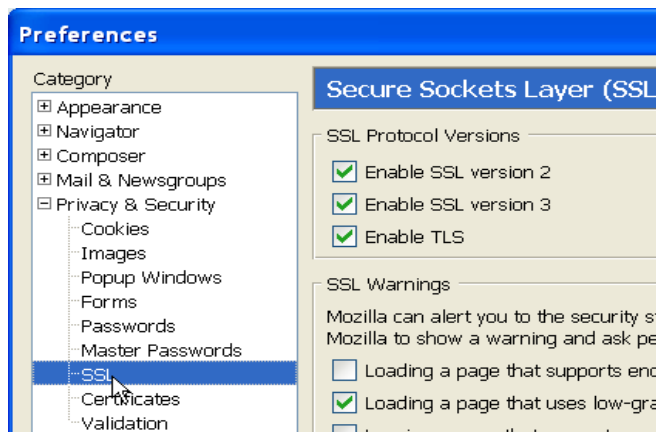 Preferences
Category
Appearance
Navigator
Composer
Mail & Newsgroups
Privacy & Security
Cookies
Images
Popup Windows
Forms
Passwords
Master Passwords
SSL
Certificates
Validation
Secure Sockets Layer (SSL
SSL Protocol Versions
Enable SSL version 2
Enable SSL version 3
Enable TLS
SSL Warnings
Mozilla can alert you to the security
Mozilla to show a warning and ask
Loading a page that supports
Loading a page that uses